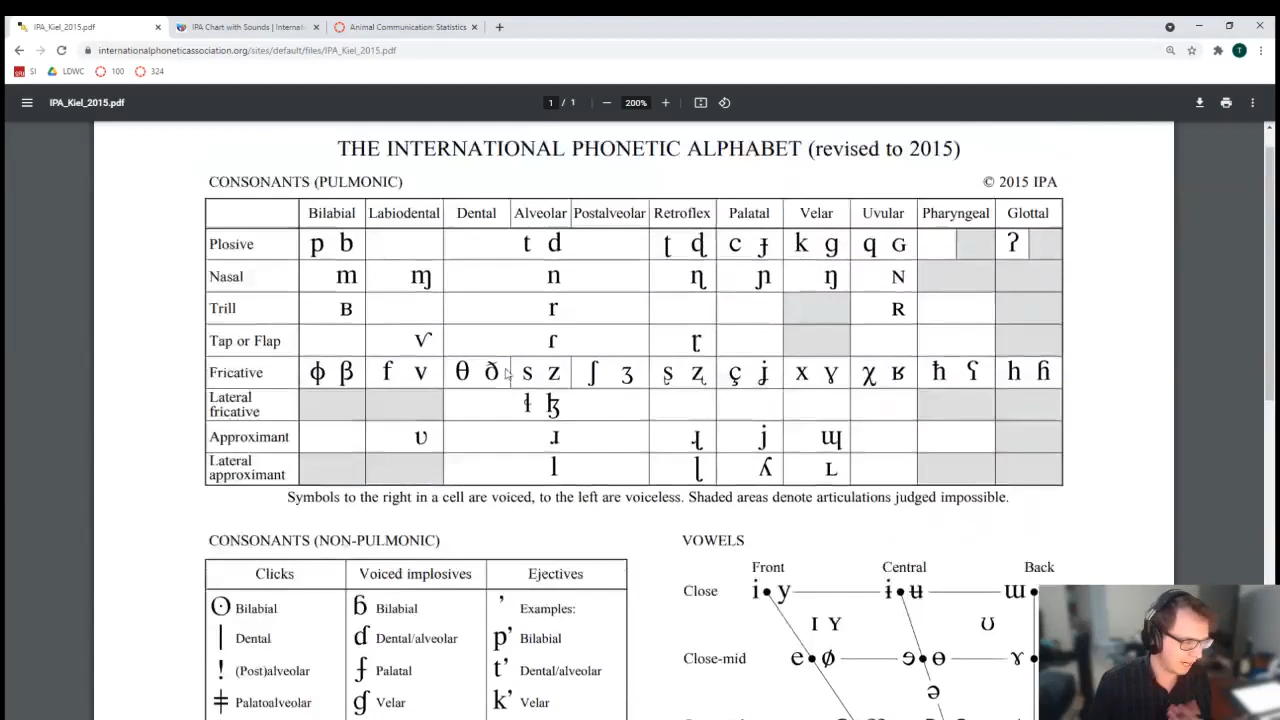 IPA_Kiel_2015.pdf × IPA Chart with Sounds | Internati × Animal Communication: Statistics × +
internationalphoneticassociation.org/sites/default/files/IPA_Kiel_2015.pdf T
SI LDWC 100 324
IPA_Kiel_2015.pdf 1 / 1 − 200% +
THE INTERNATIONAL PHONETIC ALPHABET (revised to 2015)
CONSONANTS (PULMONIC) © 2015 IPA
Bilabial Labiodental Dental Alveolar Postalveolar Retroflex Palatal Velar Uvular Pharyngeal Glottal
Plosive p b t d ʈ ɖ c ɟ k ɡ q ɢ ʔ
Nasal m ɱ n ɳ ɲ ŋ ɴ
Trill ʙ r ʀ
Tap or Flap ⱱ ɾ ɽ
Fricative ɸ β f v θ ð s z ʃ ʒ ʂ ʐ ç ʝ x ɣ χ ʁ ħ ʕ h ɦ
Lateral fricative ɬ ɮ
Approximant ʋ ɹ ɻ j ɰ
Lateral approximant l ɭ ʎ ʟ
Symbols to the right in a cell are voiced, to the left are voiceless. Shaded areas denote articulations judged impossible.
CONSONANTS (NON-PULMONIC)
Clicks Voiced implosives Ejectives
ʘ Bilabial ɓ Bilabial ʼ Examples:
ǀ Dental ɗ Dental/alveolar pʼ Bilabial
ǃ (Post)alveolar ʄ Palatal tʼ Dental/alveolar
ǂ Palatoalveolar ɠ Velar kʼ Velar
VOWELS
Front Central Back
Close i y ɨ ʉ ɯ
ɪ ʏ ʊ
Close-mid e ø ɘ ɵ ɤ
ə